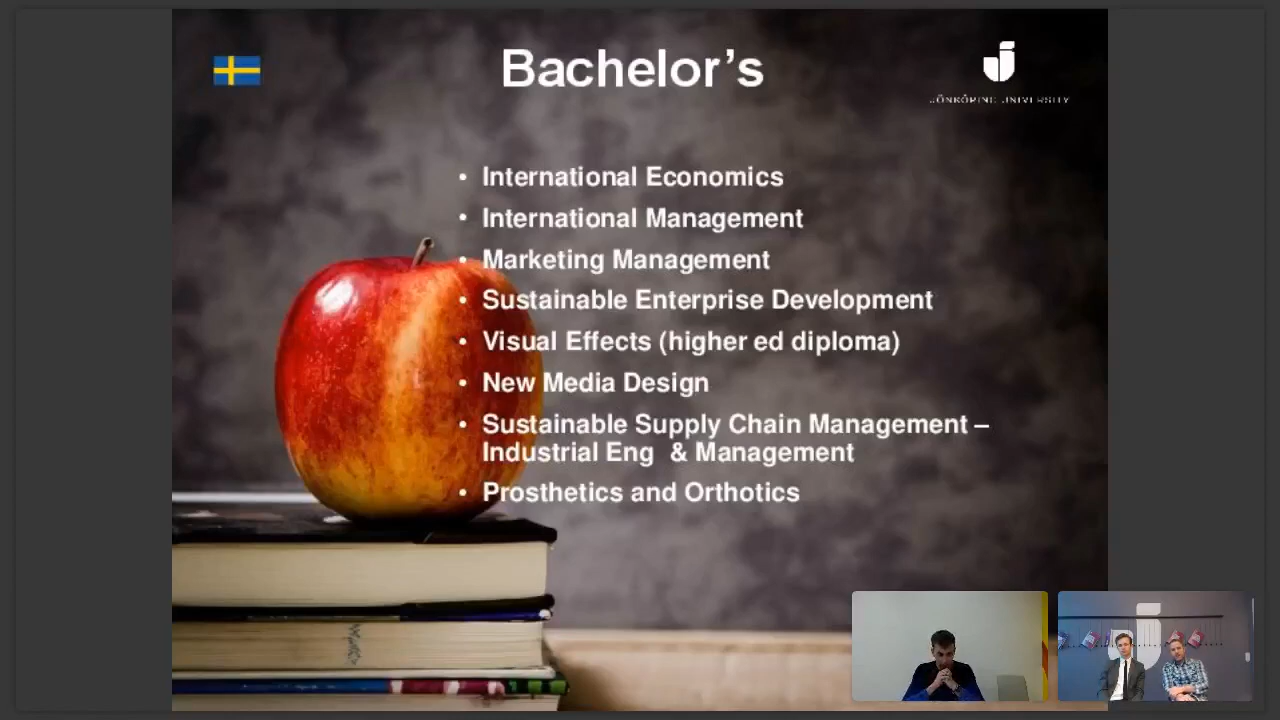 Bachelor’s
JÖNKÖPING UNIVERSITY
• International Economics
• International Management
• Marketing Management
• Sustainable Enterprise Development
• Visual Effects (higher ed diploma)
• New Media Design
• Sustainable Supply Chain Management –
Industrial Eng & Management
• Prosthetics and Orthotics